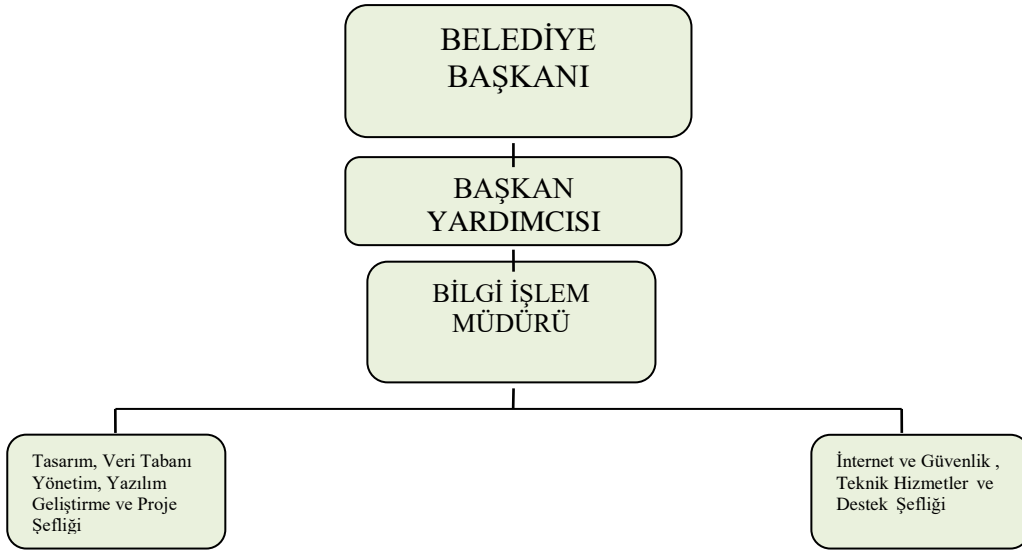 BELEDİYE
BAŞKANI
BAŞKAN
YARDIMCISI
BİLGİ İŞLEM
MÜDÜRÜ
Tasarım, Veri Tabanı
Yönetim, Yazılım
Geliştirme ve Proje
Şefliği
İnternet ve Güvenlik ,
Teknik Hizmetler ve
Destek Şefliği